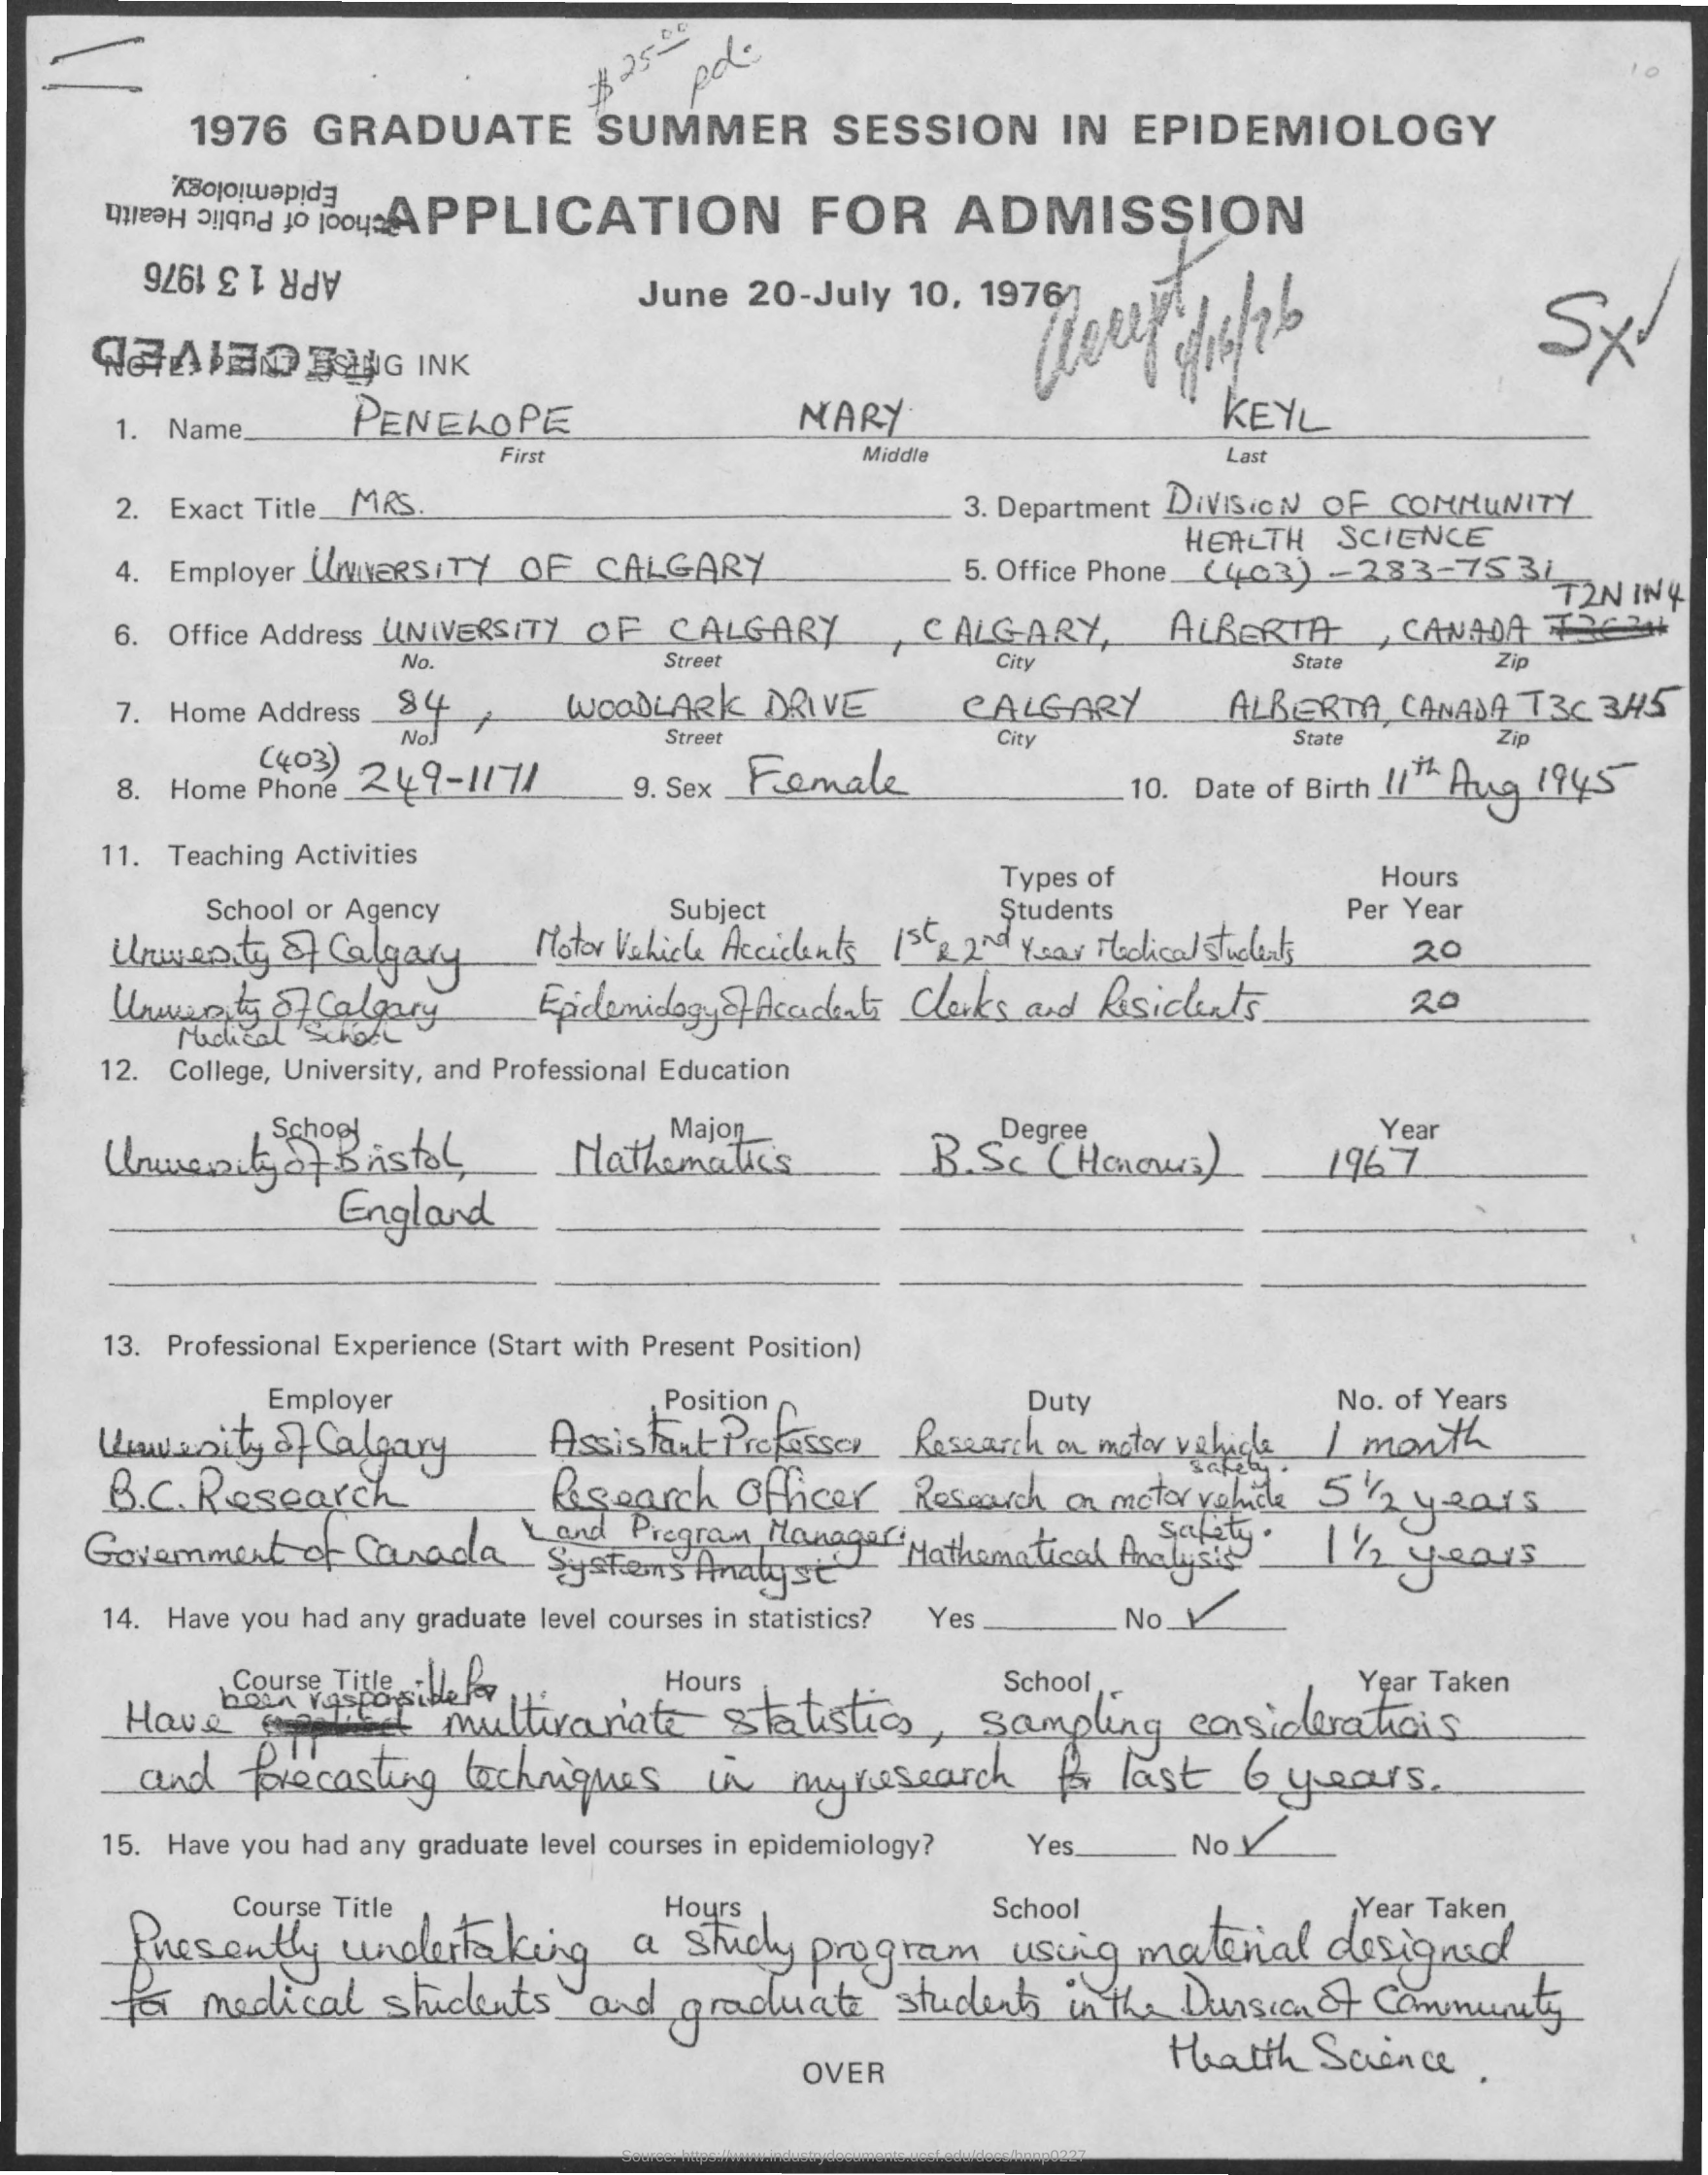 $ 25.00 pd.
10
1976 GRADUATE SUMMER SESSION IN EPIDEMIOLOGY
APPLICATION FOR ADMISSION
June 20-July 10, 1976
RECEIVED
APR 13 1976
School of Public Health
Epidemiology
Accept 4/16/76
Sx
NOTE: PRINT USING INK
1. Name PENELOPE MARY KEYL
First Middle Last
2. Exact Title MRS. 3. Department DIVISION OF COMMUNITY
HEALTH SCIENCE
4. Employer UNIVERSITY OF CALGARY 5. Office Phone (403)-283-7531
T2N 1N4
6. Office Address UNIVERSITY OF CALGARY, CALGARY, ALBERTA, CANADA
No. Street City State Zip
7. Home Address 84, WOODLARK DRIVE CALGARY ALBERTA, CANADA T3C 3H5
No. Street City State Zip
(403)
8. Home Phone 249-1171 9. Sex Female 10. Date of Birth 11th Aug 1945
11. Teaching Activities
Types of Hours
School or Agency Subject Students Per Year
University of Calgary Motor Vehicle Accidents 1st & 2nd Year Medical students 20
University of Calgary Epidemiology of Accidents Clerks and Residents 20
Medical School
12. College, University, and Professional Education
School Major Degree Year
University of Bristol, Mathematics B.Sc (Honours) 1967
England
13. Professional Experience (Start with Present Position)
Employer Position Duty No. of Years
University of Calgary Assistant Professor Research on motor vehicle 1 month
safety.
B.C. Research Research Officer Research on motor vehicle 5 1/2 years
and Program Manager. safety.
Government of Canada Systems Analyst Mathematical Analysis 1 1/2 years
14. Have you had any graduate level courses in statistics? Yes No ✓
Course Title Hours School Year Taken
been responsible for
Have multivariate statistics, sampling considerations
and forecasting techniques in my research for last 6 years.
15. Have you had any graduate level courses in epidemiology? Yes No ✓
Course Title Hours School Year Taken
Presently undertaking a study program using material designed
for medical students and graduate students in the Division of Community
Health Science.
OVER
Source: https://www.industrydocuments.ucsf.edu/docs/hnnp0227